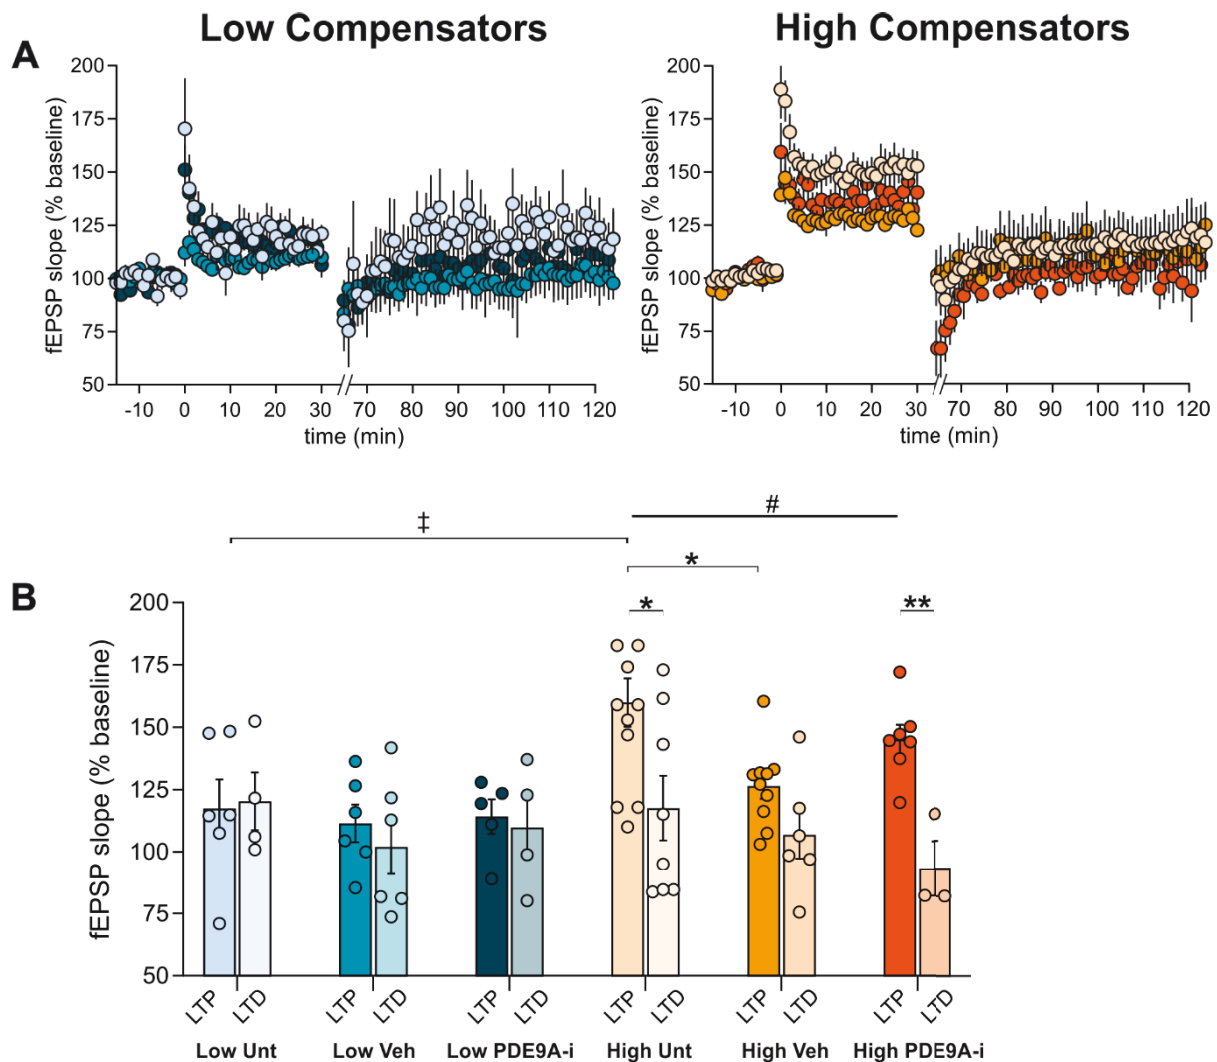 Low Compensators
High Compensators
A
fEPSP slope (% baseline)
200
175
150
125
100
75
50
-10 0 10 20 30 70 80 90 100 110 120
time (min)
fEPSP slope (% baseline)
200
175
150
125
100
75
50
-10 0 10 20 30 70 80 90 100 110 120
time (min)
‡
#
*
* **
B
fEPSP slope (% baseline)
200
175
150
125
100
75
50
LTP LTD LTP LTD LTP LTD LTP LTD LTP LTD LTP LTD
Low Unt Low Veh Low PDE9A-i High Unt High Veh High PDE9A-i